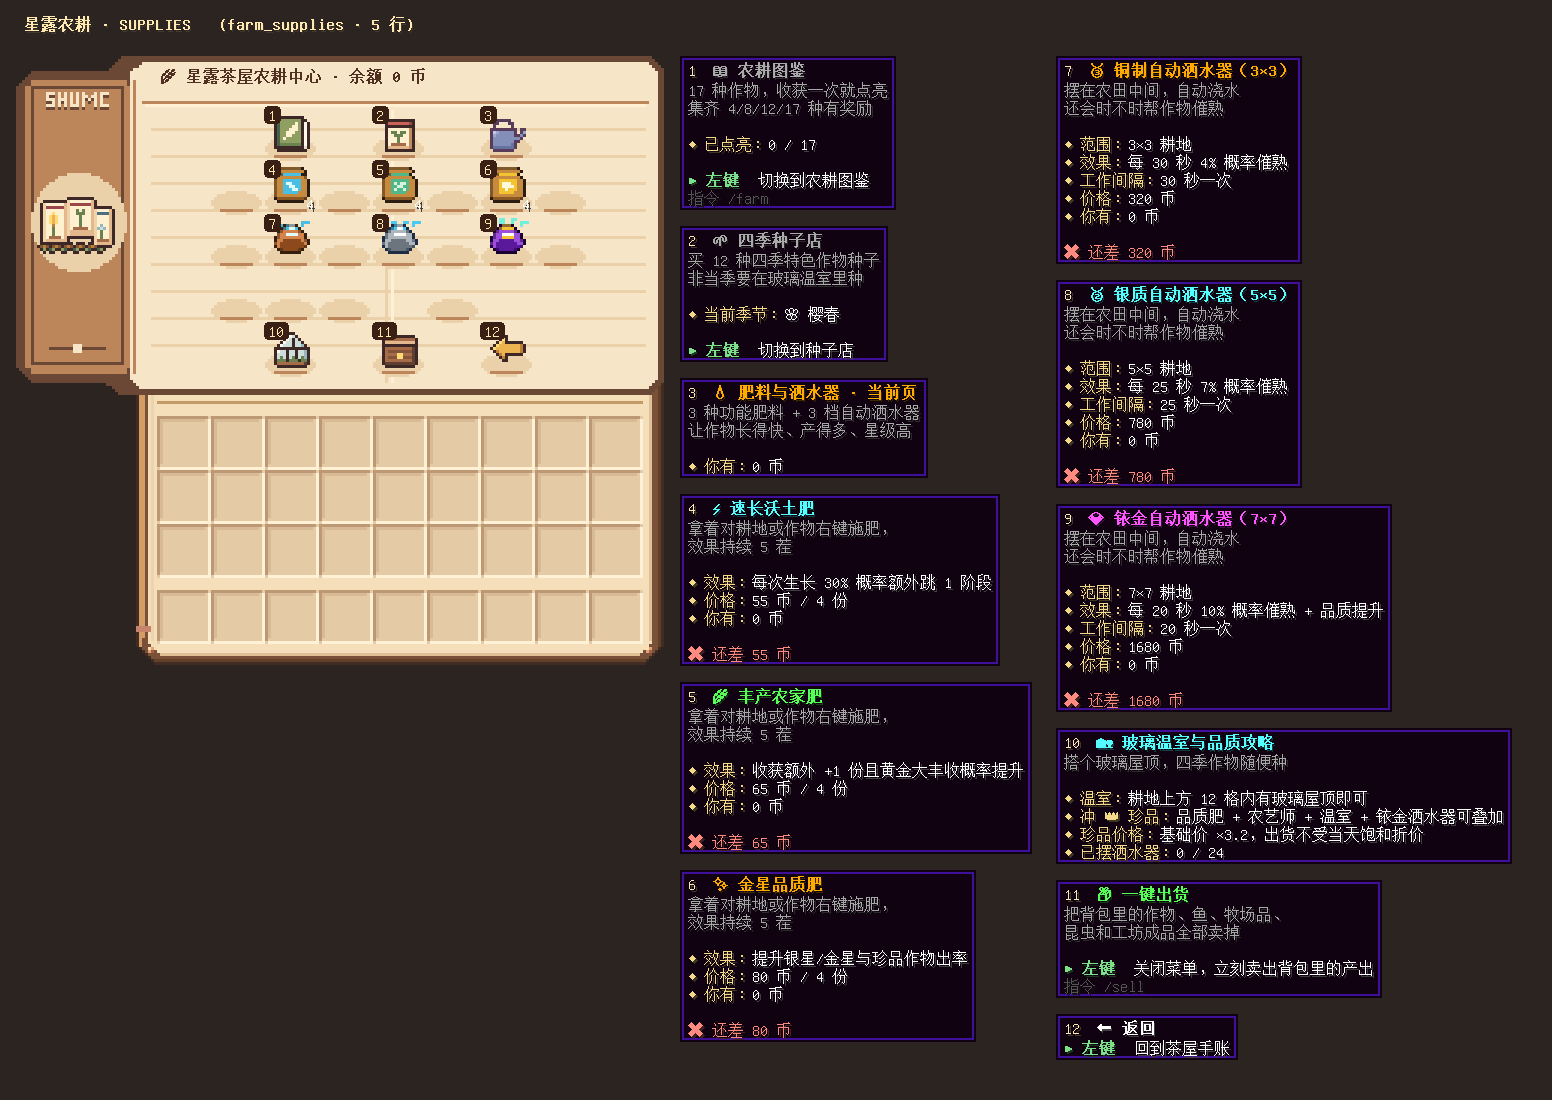 星露农耕 · SUPPLIES (farm_supplies · 5 行)
SHUMC
星露茶屋农耕中心 · 余额 0 币
1
2
3
4
4
5
4
6
4
7
8
9
10
11
12
1 农耕图鉴
17 种作物, 收获一次就点亮
集齐 4/8/12/17 种有奖励
◆ 已点亮: 0 / 17
▶ 左键 切换到农耕图鉴
指令 /farm
2 四季种子店
买 12 种四季特色作物种子
非当季要在玻璃温室里种
◆ 当前季节: 🌸 樱春
▶ 左键 切换到种子店
3 肥料与洒水器 · 当前页
3 种功能肥料 + 3 档自动洒水器
让作物长得快、产得多、星级高
◆ 你有: 0 币
4 ⚡ 速长沃土肥
拿着对耕地或作物右键施肥,
效果持续 5 茬
◆ 效果: 每次生长 30% 概率额外跳 1 阶段
◆ 价格: 55 币 / 4 份
◆ 你有: 0 币
✖ 还差 55 币
5 丰产农家肥
拿着对耕地或作物右键施肥,
效果持续 5 茬
◆ 效果: 收获额外 +1 份且黄金大丰收概率提升
◆ 价格: 65 币 / 4 份
◆ 你有: 0 币
✖ 还差 65 币
6 金星品质肥
拿着对耕地或作物右键施肥,
效果持续 5 茬
◆ 效果: 提升银星/金星与珍品作物出率
◆ 价格: 80 币 / 4 份
◆ 你有: 0 币
✖ 还差 80 币
7 🥉 铜制自动洒水器 (3×3)
摆在农田中间, 自动浇水
还会时不时帮作物催熟
◆ 范围: 3×3 耕地
◆ 效果: 每 30 秒 4% 概率催熟
◆ 工作间隔: 30 秒一次
◆ 价格: 320 币
◆ 你有: 0 币
✖ 还差 320 币
8 🥈 银质自动洒水器 (5×5)
摆在农田中间, 自动浇水
还会时不时帮作物催熟
◆ 范围: 5×5 耕地
◆ 效果: 每 25 秒 7% 概率催熟
◆ 工作间隔: 25 秒一次
◆ 价格: 780 币
◆ 你有: 0 币
✖ 还差 780 币
9 铱金自动洒水器 (7×7)
摆在农田中间, 自动浇水
还会时不时帮作物催熟
◆ 范围: 7×7 耕地
◆ 效果: 每 20 秒 10% 概率催熟 + 品质提升
◆ 工作间隔: 20 秒一次
◆ 价格: 1680 币
◆ 你有: 0 币
✖ 还差 1680 币
10 玻璃温室与品质攻略
搭个玻璃屋顶, 四季作物随便种
◆ 温室: 耕地上方 12 格内有玻璃屋顶即可
◆ 冲 👑 珍品: 品质肥 + 农艺师 + 温室 + 铱金洒水器可叠加
◆ 珍品价格: 基础价 ×3.2, 出货不受当天饱和折价
◆ 已摆洒水器: 0 / 24
11 一键出货
把背包里的作物、鱼、牧场品、
昆虫和工坊成品全部卖掉
▶ 左键 关闭菜单, 立刻卖出背包里的产出
指令 /sell
12 ⬅ 返回
▶ 左键 回到茶屋手账